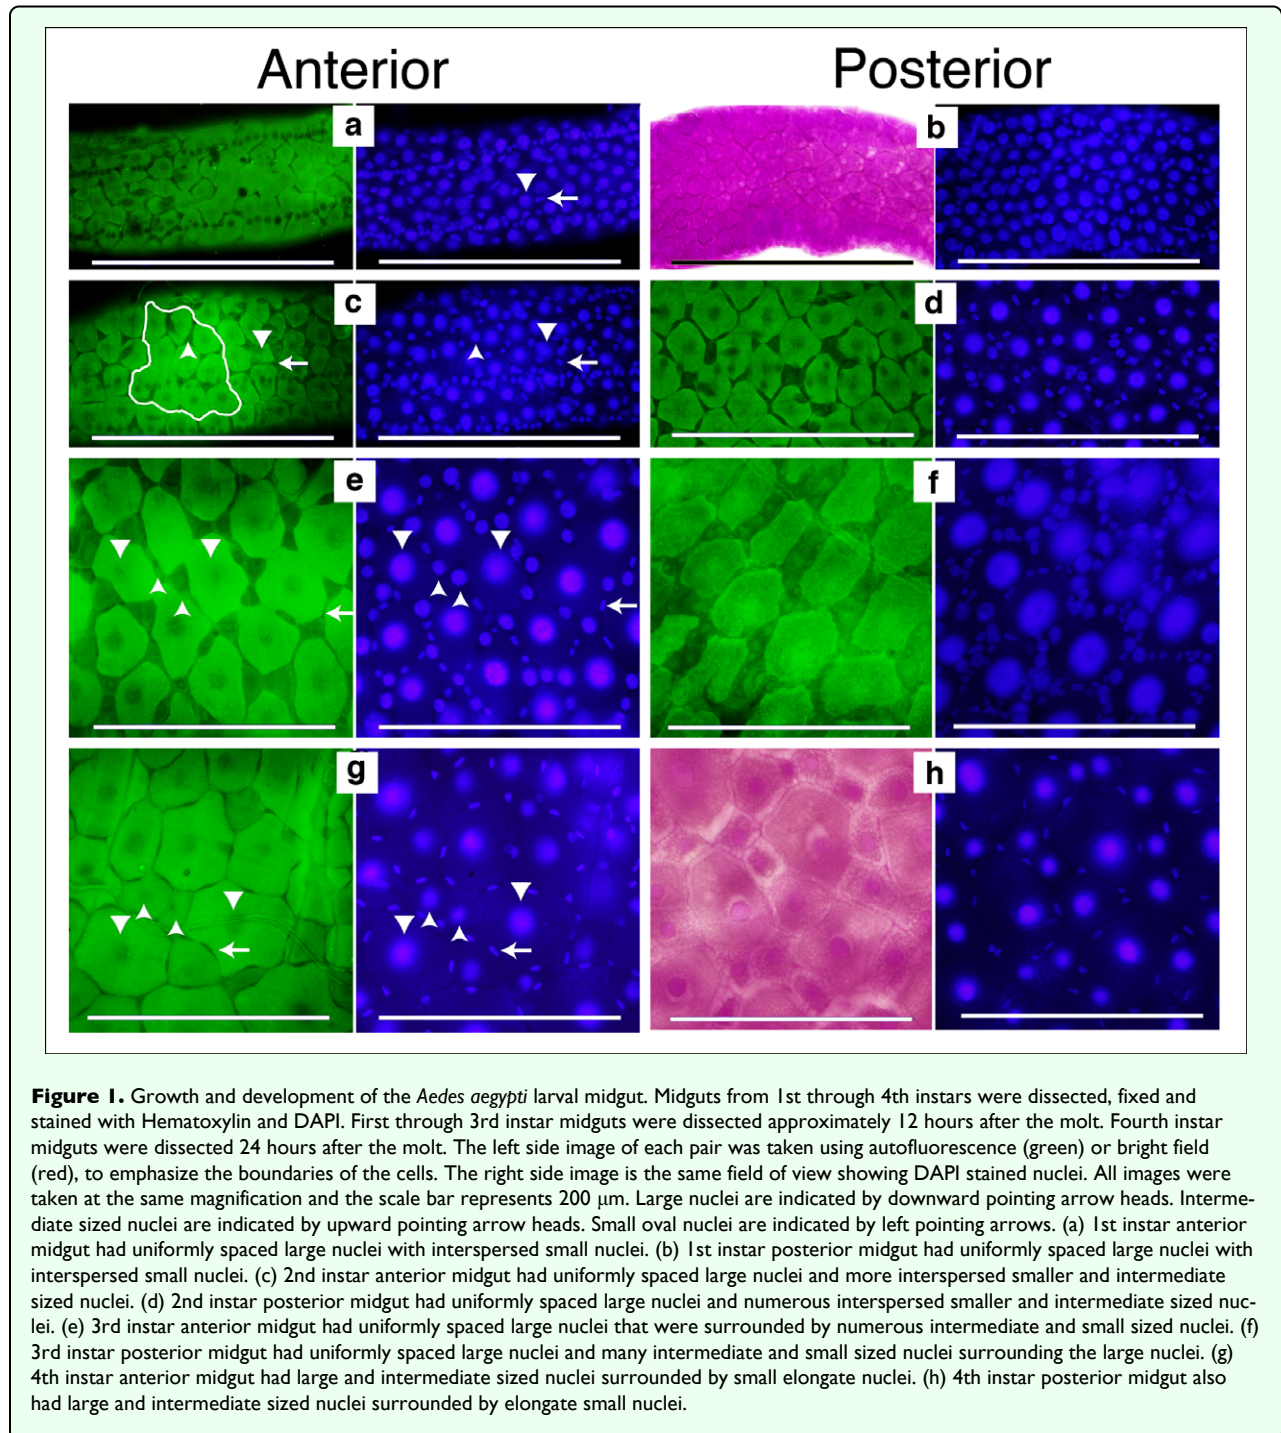 Anterior
Posterior
a
b
c
d
e
f
g
h
Figure 1. Growth and development of the Aedes aegypti larval midgut. Midguts from 1st through 4th instars were dissected, fixed and
stained with Hematoxylin and DAPI. First through 3rd instar midguts were dissected approximately 12 hours after the molt. Fourth instar
midguts were dissected 24 hours after the molt. The left side image of each pair was taken using autofluorescence (green) or bright field
(red), to emphasize the boundaries of the cells. The right side image is the same field of view showing DAPI stained nuclei. All images were
taken at the same magnification and the scale bar represents 200 μm. Large nuclei are indicated by downward pointing arrow heads. Interme-
diate sized nuclei are indicated by upward pointing arrow heads. Small oval nuclei are indicated by left pointing arrows. (a) 1st instar anterior
midgut had uniformly spaced large nuclei with interspersed small nuclei. (b) 1st instar posterior midgut had uniformly spaced large nuclei with
interspersed small nuclei. (c) 2nd instar anterior midgut had uniformly spaced large nuclei and more interspersed smaller and intermediate
sized nuclei. (d) 2nd instar posterior midgut had uniformly spaced large nuclei and numerous interspersed smaller and intermediate sized nuc-
lei. (e) 3rd instar anterior midgut had uniformly spaced large nuclei that were surrounded by numerous intermediate and small sized nuclei. (f)
3rd instar posterior midgut had uniformly spaced large nuclei and many intermediate and small sized nuclei surrounding the large nuclei. (g)
4th instar anterior midgut had large and intermediate sized nuclei surrounded by small elongate nuclei. (h) 4th instar posterior midgut also
had large and intermediate sized nuclei surrounded by elongate small nuclei.